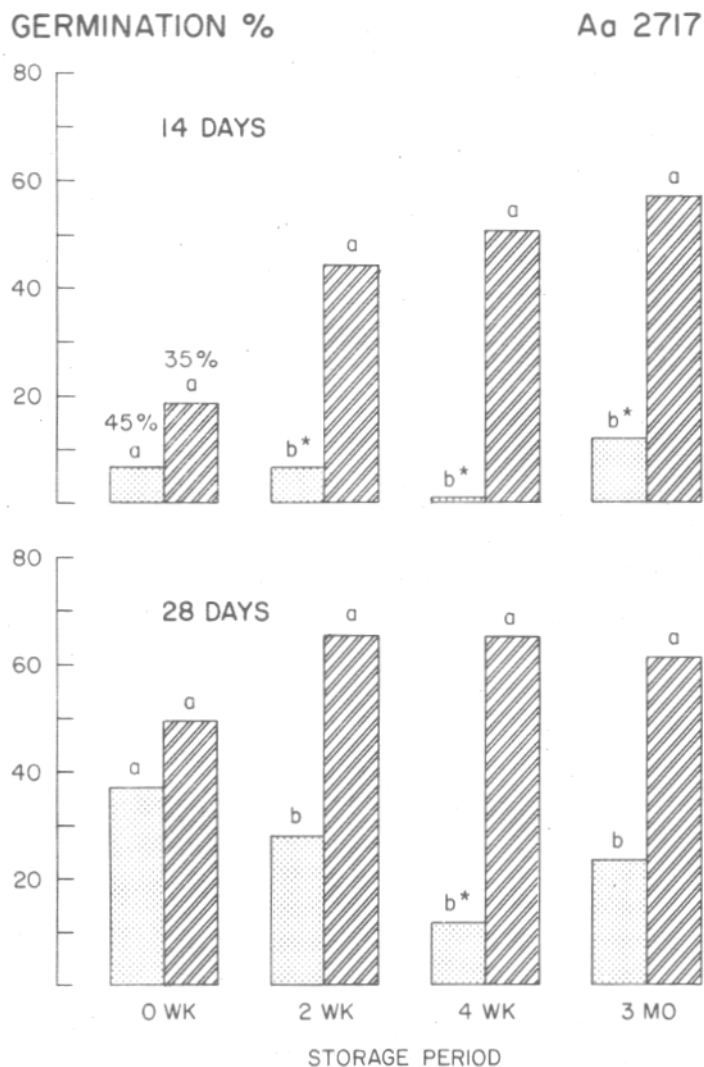 GERMINATION % Aa 2717
80
14 DAYS
60
40
20
45%
35%
a a
b* a
b* a
b* a
80
28 DAYS
60
40
20
a a
b a
b* a
b a
0 WK 2 WK 4 WK 3 MO
STORAGE PERIOD